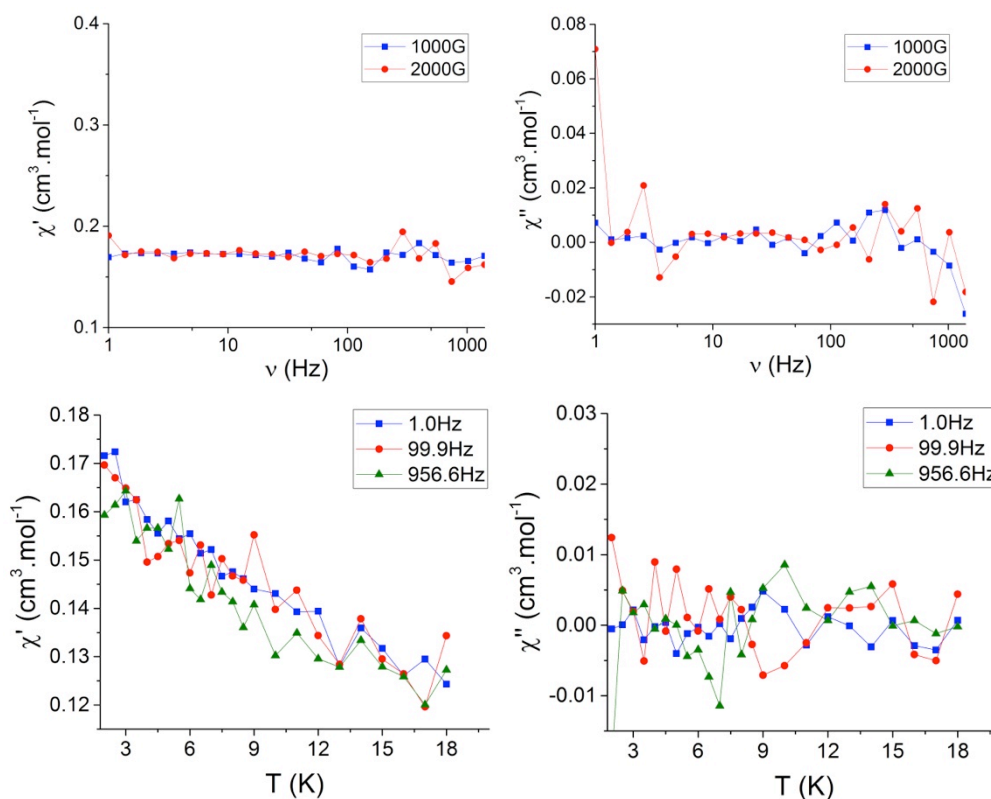 0.4
0.3
0.2
0.1
χ' (cm³.mol⁻¹)
1000G
2000G
1 10 100 1000
ν (Hz)
0.08
0.06
0.04
0.02
0.00
-0.02
χ'' (cm³.mol⁻¹)
1000G
2000G
1 10 100 1000
ν (Hz)
0.18
0.17
0.16
0.15
0.14
0.13
0.12
χ' (cm³.mol⁻¹)
1.0Hz
99.9Hz
956.6Hz
3 6 9 12 15 18
T (K)
0.03
0.02
0.01
0.00
-0.01
χ'' (cm³.mol⁻¹)
1.0Hz
99.9Hz
956.6Hz
3 6 9 12 15 18
T (K)